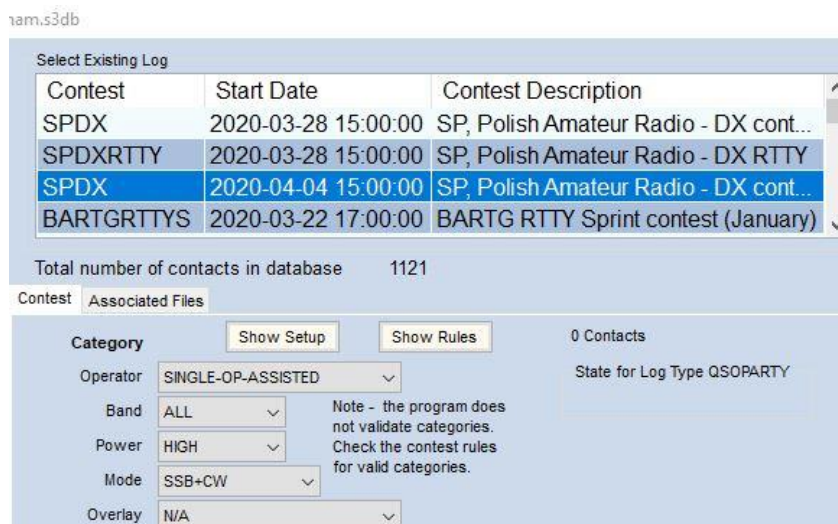 ham.s3db
Select Existing Log
Contest Start Date Contest Description
SPDX 2020-03-28 15:00:00 SP, Polish Amateur Radio - DX cont...
SPDXRTTY 2020-03-28 15:00:00 SP, Polish Amateur Radio - DX RTTY
SPDX 2020-04-04 15:00:00 SP, Polish Amateur Radio - DX cont...
BARTGRTTYS 2020-03-22 17:00:00 BARTG RTTY Sprint contest (January)
Total number of contacts in database 1121
Contest Associated Files
Category Show Setup Show Rules 0 Contacts
Operator SINGLE-OP-ASSISTED State for Log Type QSOPARTY
Band ALL Note - the program does
not validate categories.
Power HIGH Check the contest rules
for valid categories.
Mode SSB+CW
Overlay N/A